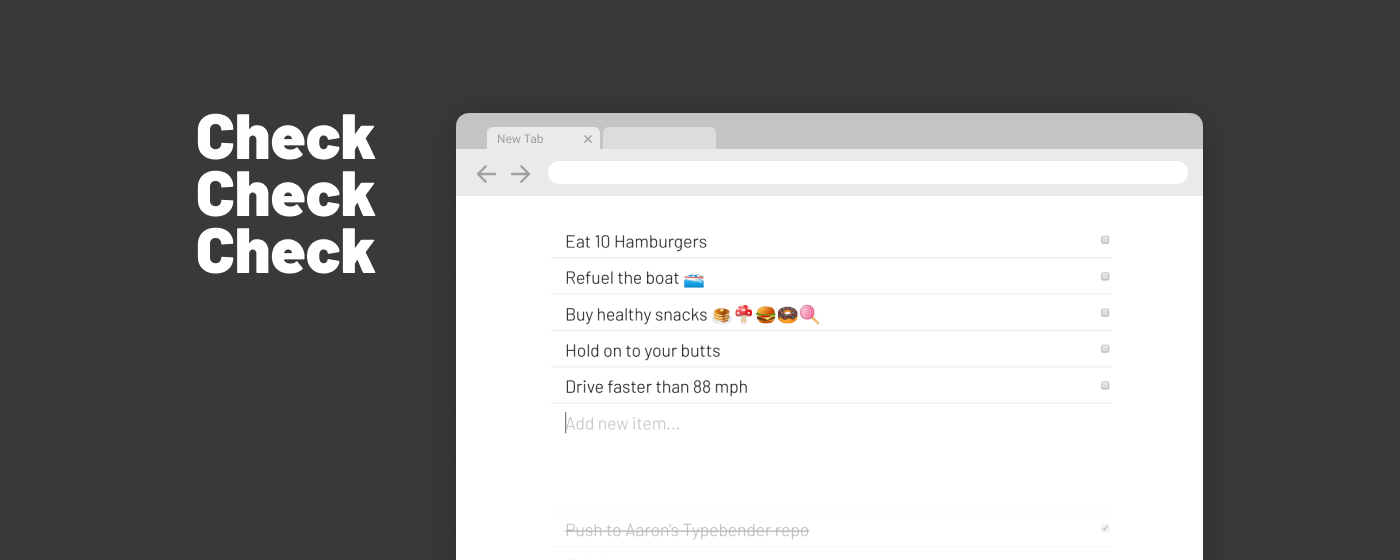 Check
Check
Check
New Tab
Eat 10 Hamburgers
Refuel the boat 🚤
Buy healthy snacks 🥞🍄🍔🍩🍭
Hold on to your butts
Drive faster than 88 mph
Add new item...
Push to Aaron's Typebender repo